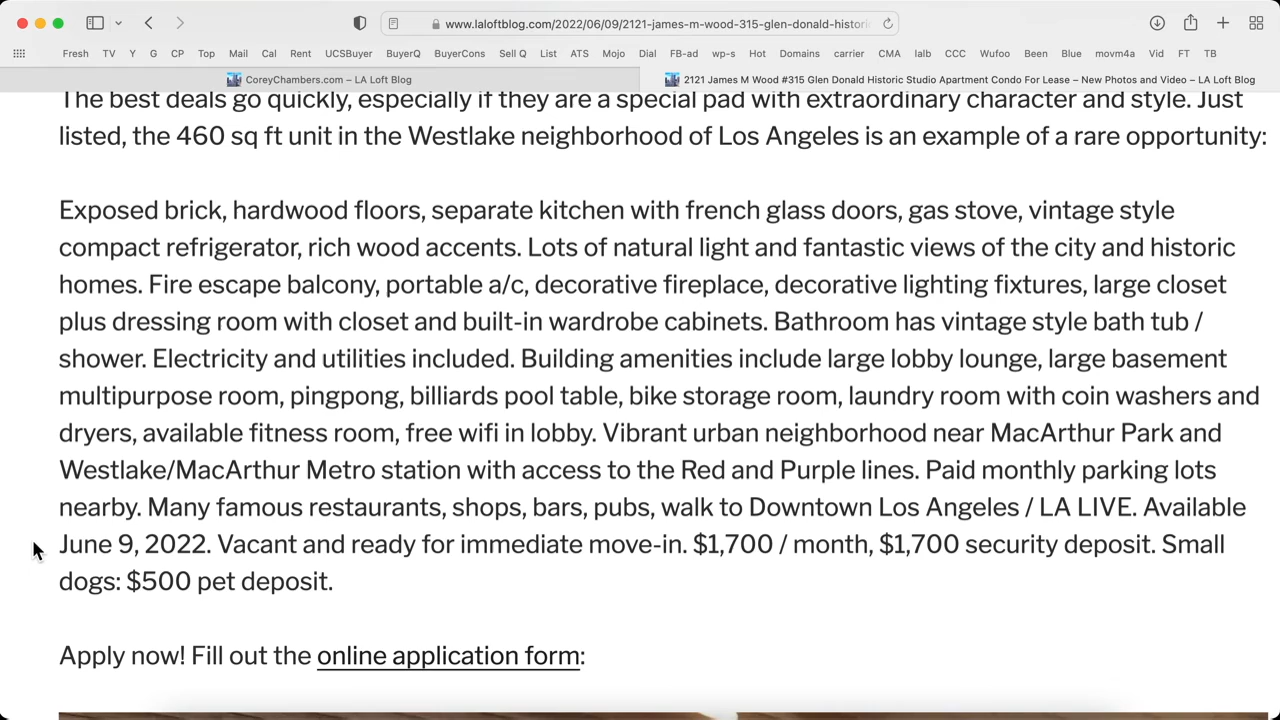 www.laloftblog.com/2022/06/09/2121-james-m-wood-315-glen-donald-histori
Fresh TV Y G CP Top Mail Cal Rent UCSBuyer BuyerQ BuyerCons Sell Q List ATS Mojo Dial FB-ad wp-s Hot Domains carrier CMA lalb CCC Wufoo Been Blue movm4a Vid FT TB
CoreyChambers.com – LA Loft Blog
2121 James M Wood #315 Glen Donald Historic Studio Apartment Condo For Lease – New Photos and Video – LA Loft Blog
The best deals go quickly, especially if they are a special pad with extraordinary character and style. Just
listed, the 460 sq ft unit in the Westlake neighborhood of Los Angeles is an example of a rare opportunity:
Exposed brick, hardwood floors, separate kitchen with french glass doors, gas stove, vintage style
compact refrigerator, rich wood accents. Lots of natural light and fantastic views of the city and historic
homes. Fire escape balcony, portable a/c, decorative fireplace, decorative lighting fixtures, large closet
plus dressing room with closet and built-in wardrobe cabinets. Bathroom has vintage style bath tub /
shower. Electricity and utilities included. Building amenities include large lobby lounge, large basement
multipurpose room, pingpong, billiards pool table, bike storage room, laundry room with coin washers and
dryers, available fitness room, free wifi in lobby. Vibrant urban neighborhood near MacArthur Park and
Westlake/MacArthur Metro station with access to the Red and Purple lines. Paid monthly parking lots
nearby. Many famous restaurants, shops, bars, pubs, walk to Downtown Los Angeles / LA LIVE. Available
June 9, 2022. Vacant and ready for immediate move-in. $1,700 / month, $1,700 security deposit. Small
dogs: $500 pet deposit.
Apply now! Fill out the online application form: